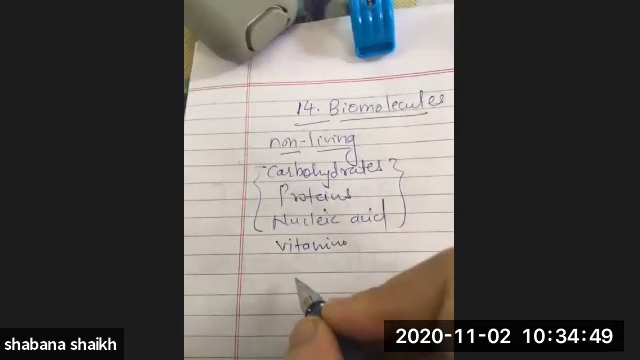 14. Biomolecules
non-living
Carbohydrates
Proteins
Nucleic acid
Vitamins
shabana shaikh
2020-11-02 10:34:49